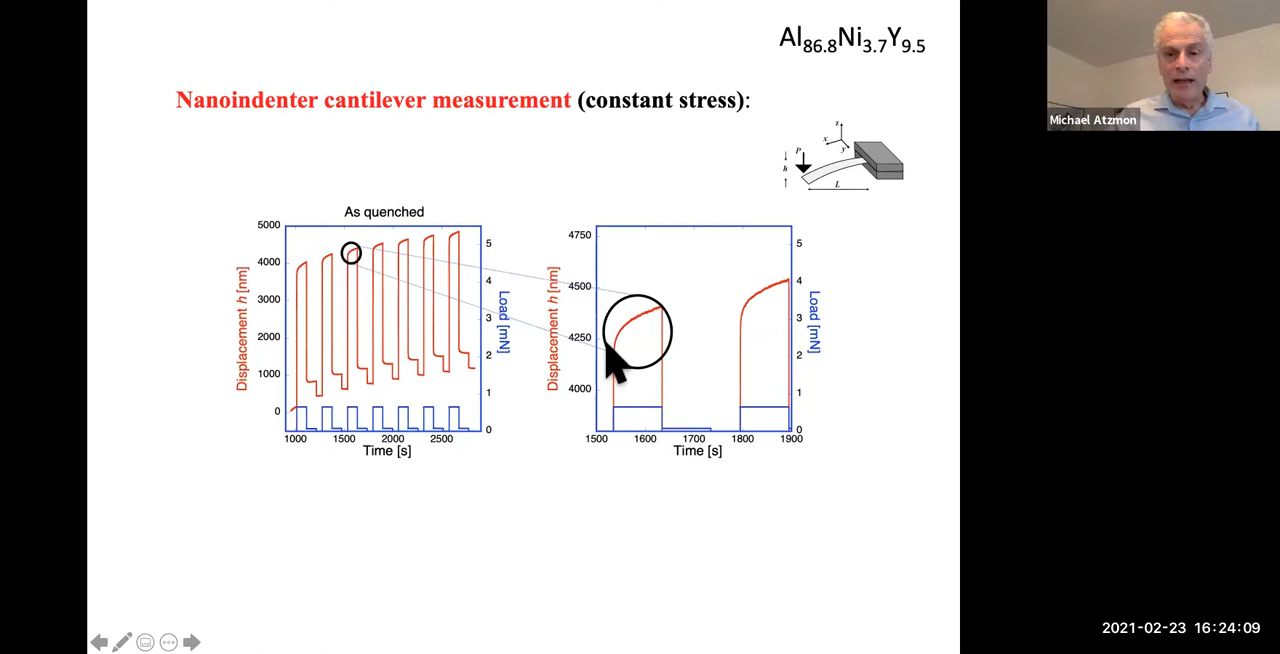 Al86.8Ni3.7Y9.5
Nanoindenter cantilever measurement (constant stress):
Michael Atzmon
z
x
y
P
h
L
As quenched
5000
4000
3000
2000
1000
0
Displacement h [nm]
5
4
3
2
1
0
Load [mN]
1000 1500 2000 2500
Time [s]
4750
4500
4250
4000
Displacement h [nm]
5
4
3
2
1
0
Load [mN]
1500 1600 1700 1800 1900
Time [s]
2021-02-23 16:24:09